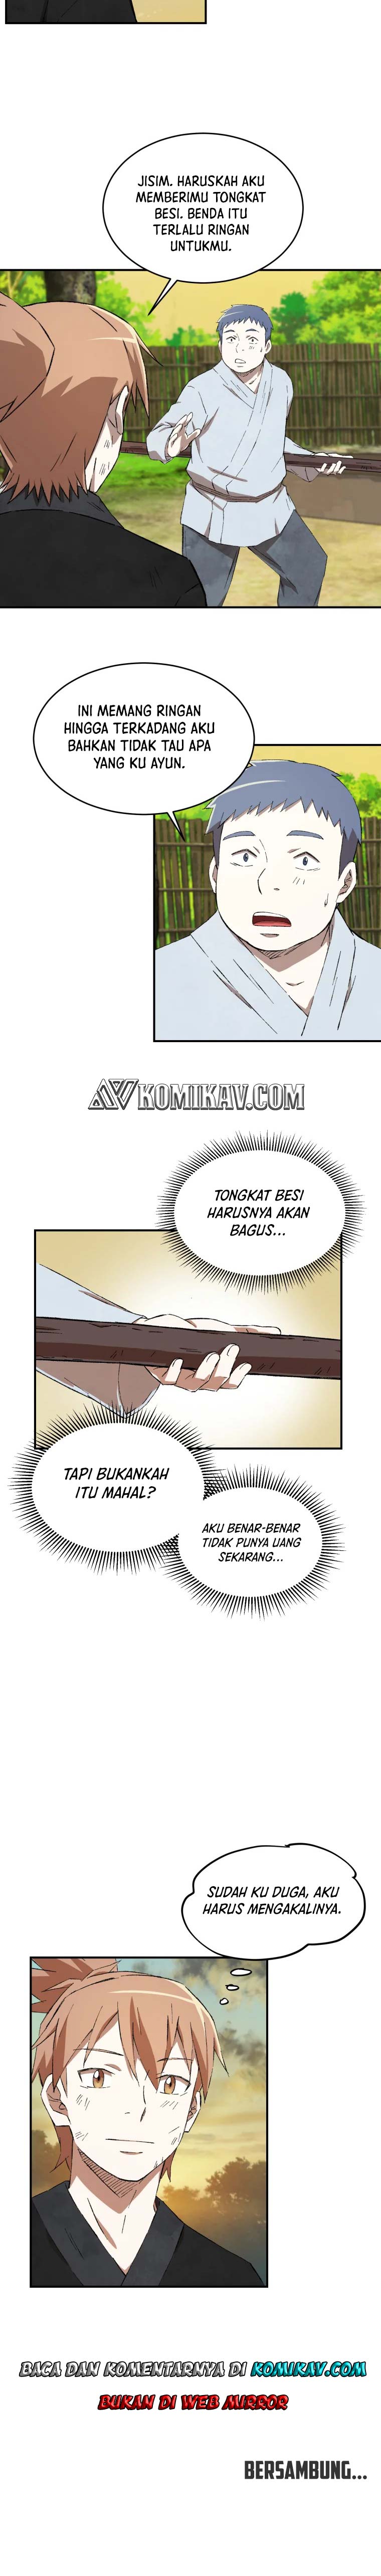 JISIM. HARUSKAH AKU
MEMBERIMU TONGKAT
BESI. BENDA ITU
TERLALU RINGAN
UNTUKMU.
INI MEMANG RINGAN
HINGGA TERKADANG AKU
BAHKAN TIDAK TAU APA
YANG KU AYUN.
KOMIKAV.COM
TONGKAT BESI
HARUSNYA AKAN
BAGUS...
TAPI BUKANKAH
ITU MAHAL?
AKU BENAR-BENAR
TIDAK PUNYA UANG
SEKARANG...
SUDAH KU DUGA, AKU
HARUS MENGAKALINYA.
BACA DAN KOMENTARNYA DI KOMIKAV.COM
BUKAN DI WEB MIRROR
BERSAMBUNG...